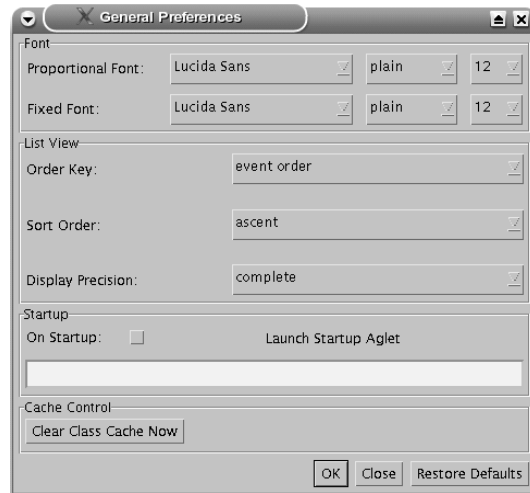 General Preferences
Font
Proportional Font: Lucida Sans plain 12
Fixed Font: Lucida Sans plain 12
List View
Order Key: event order
Sort Order: ascent
Display Precision: complete
Startup
On Startup: Launch Startup Aglet
Cache Control
Clear Class Cache Now
OK Close Restore Defaults